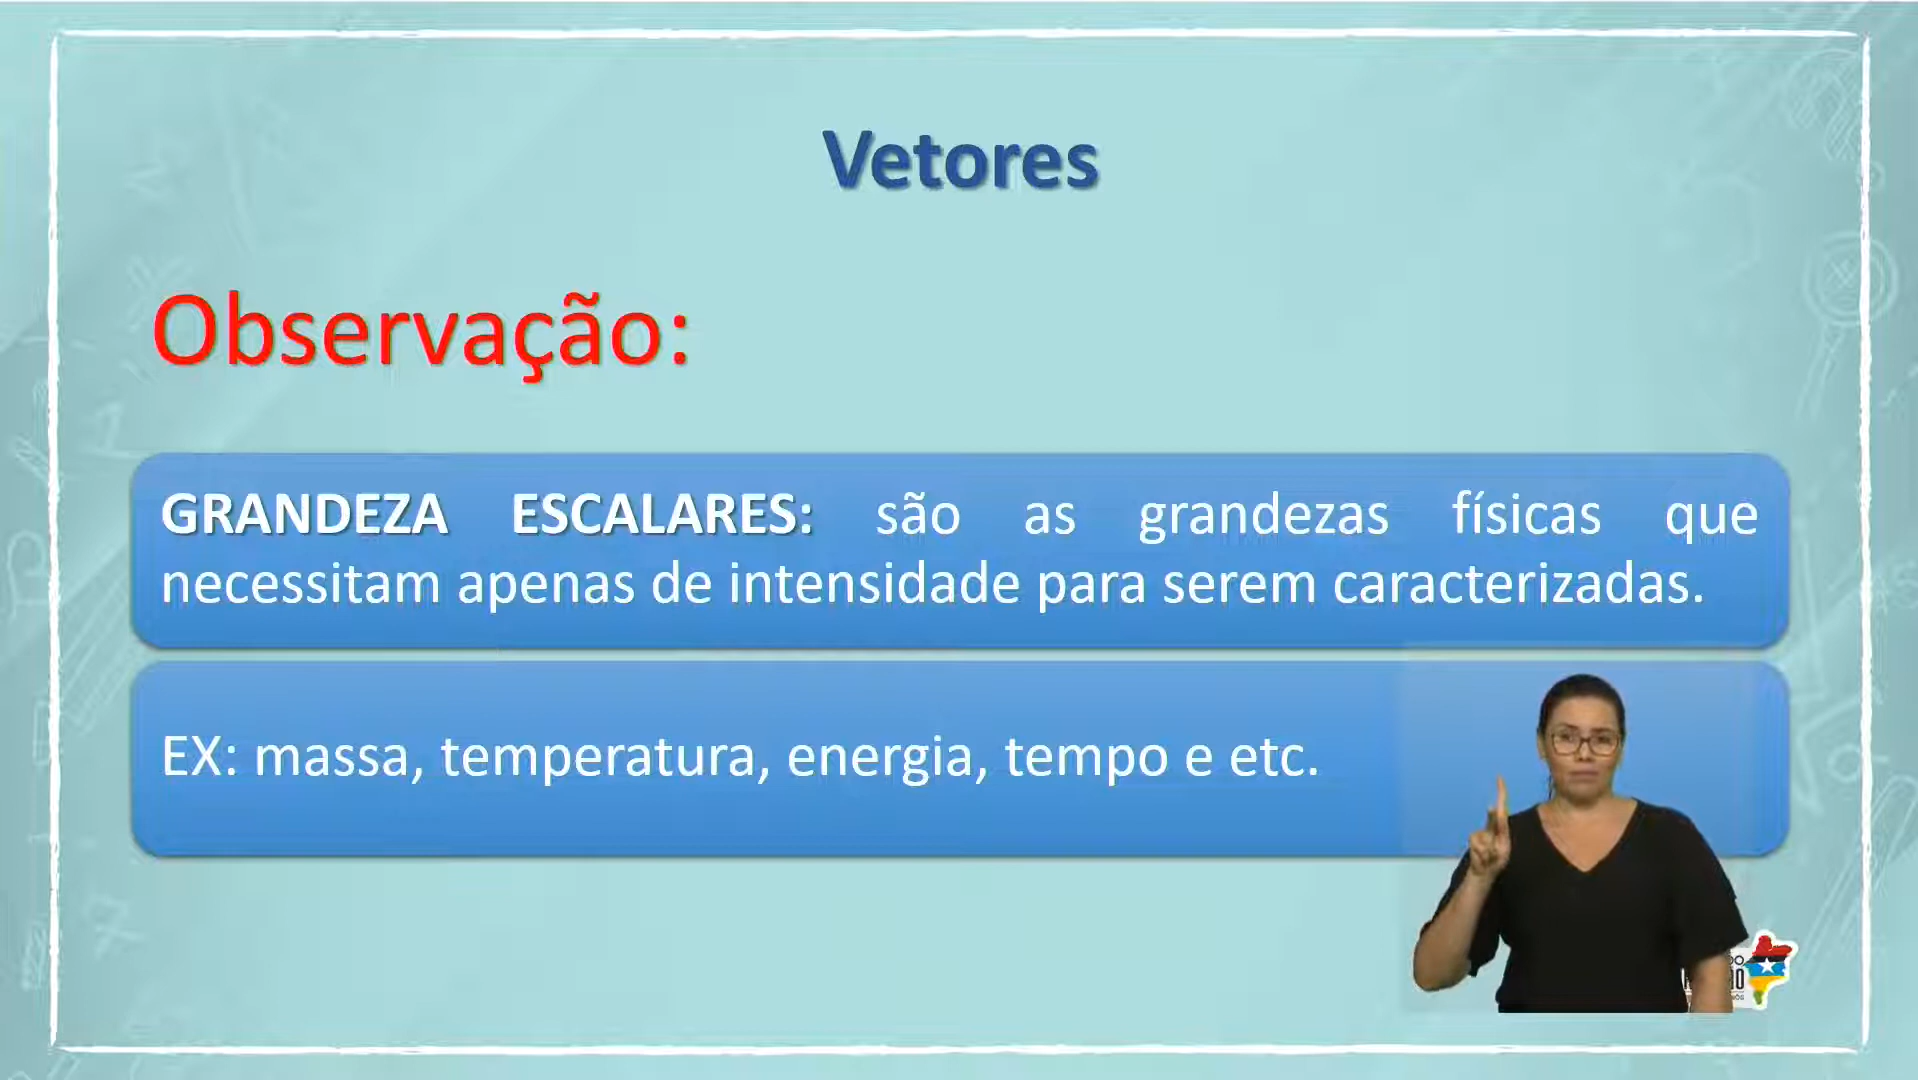 Vetores
Observação:
GRANDEZA ESCALARES: são as grandezas físicas que
necessitam apenas de intensidade para serem caracterizadas.
EX: massa, temperatura, energia, tempo e etc.